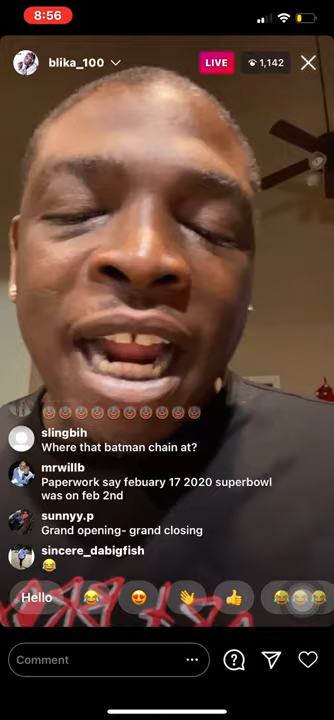 8:56
blika_100
LIVE
1,142
slingbih
Where that batman chain at?
mrwillb
Paperwork say febuary 17 2020 superbowl
was on feb 2nd
sunnyy.p
Grand opening- grand closing
sincere_dabigfish
😂
Hello
Comment